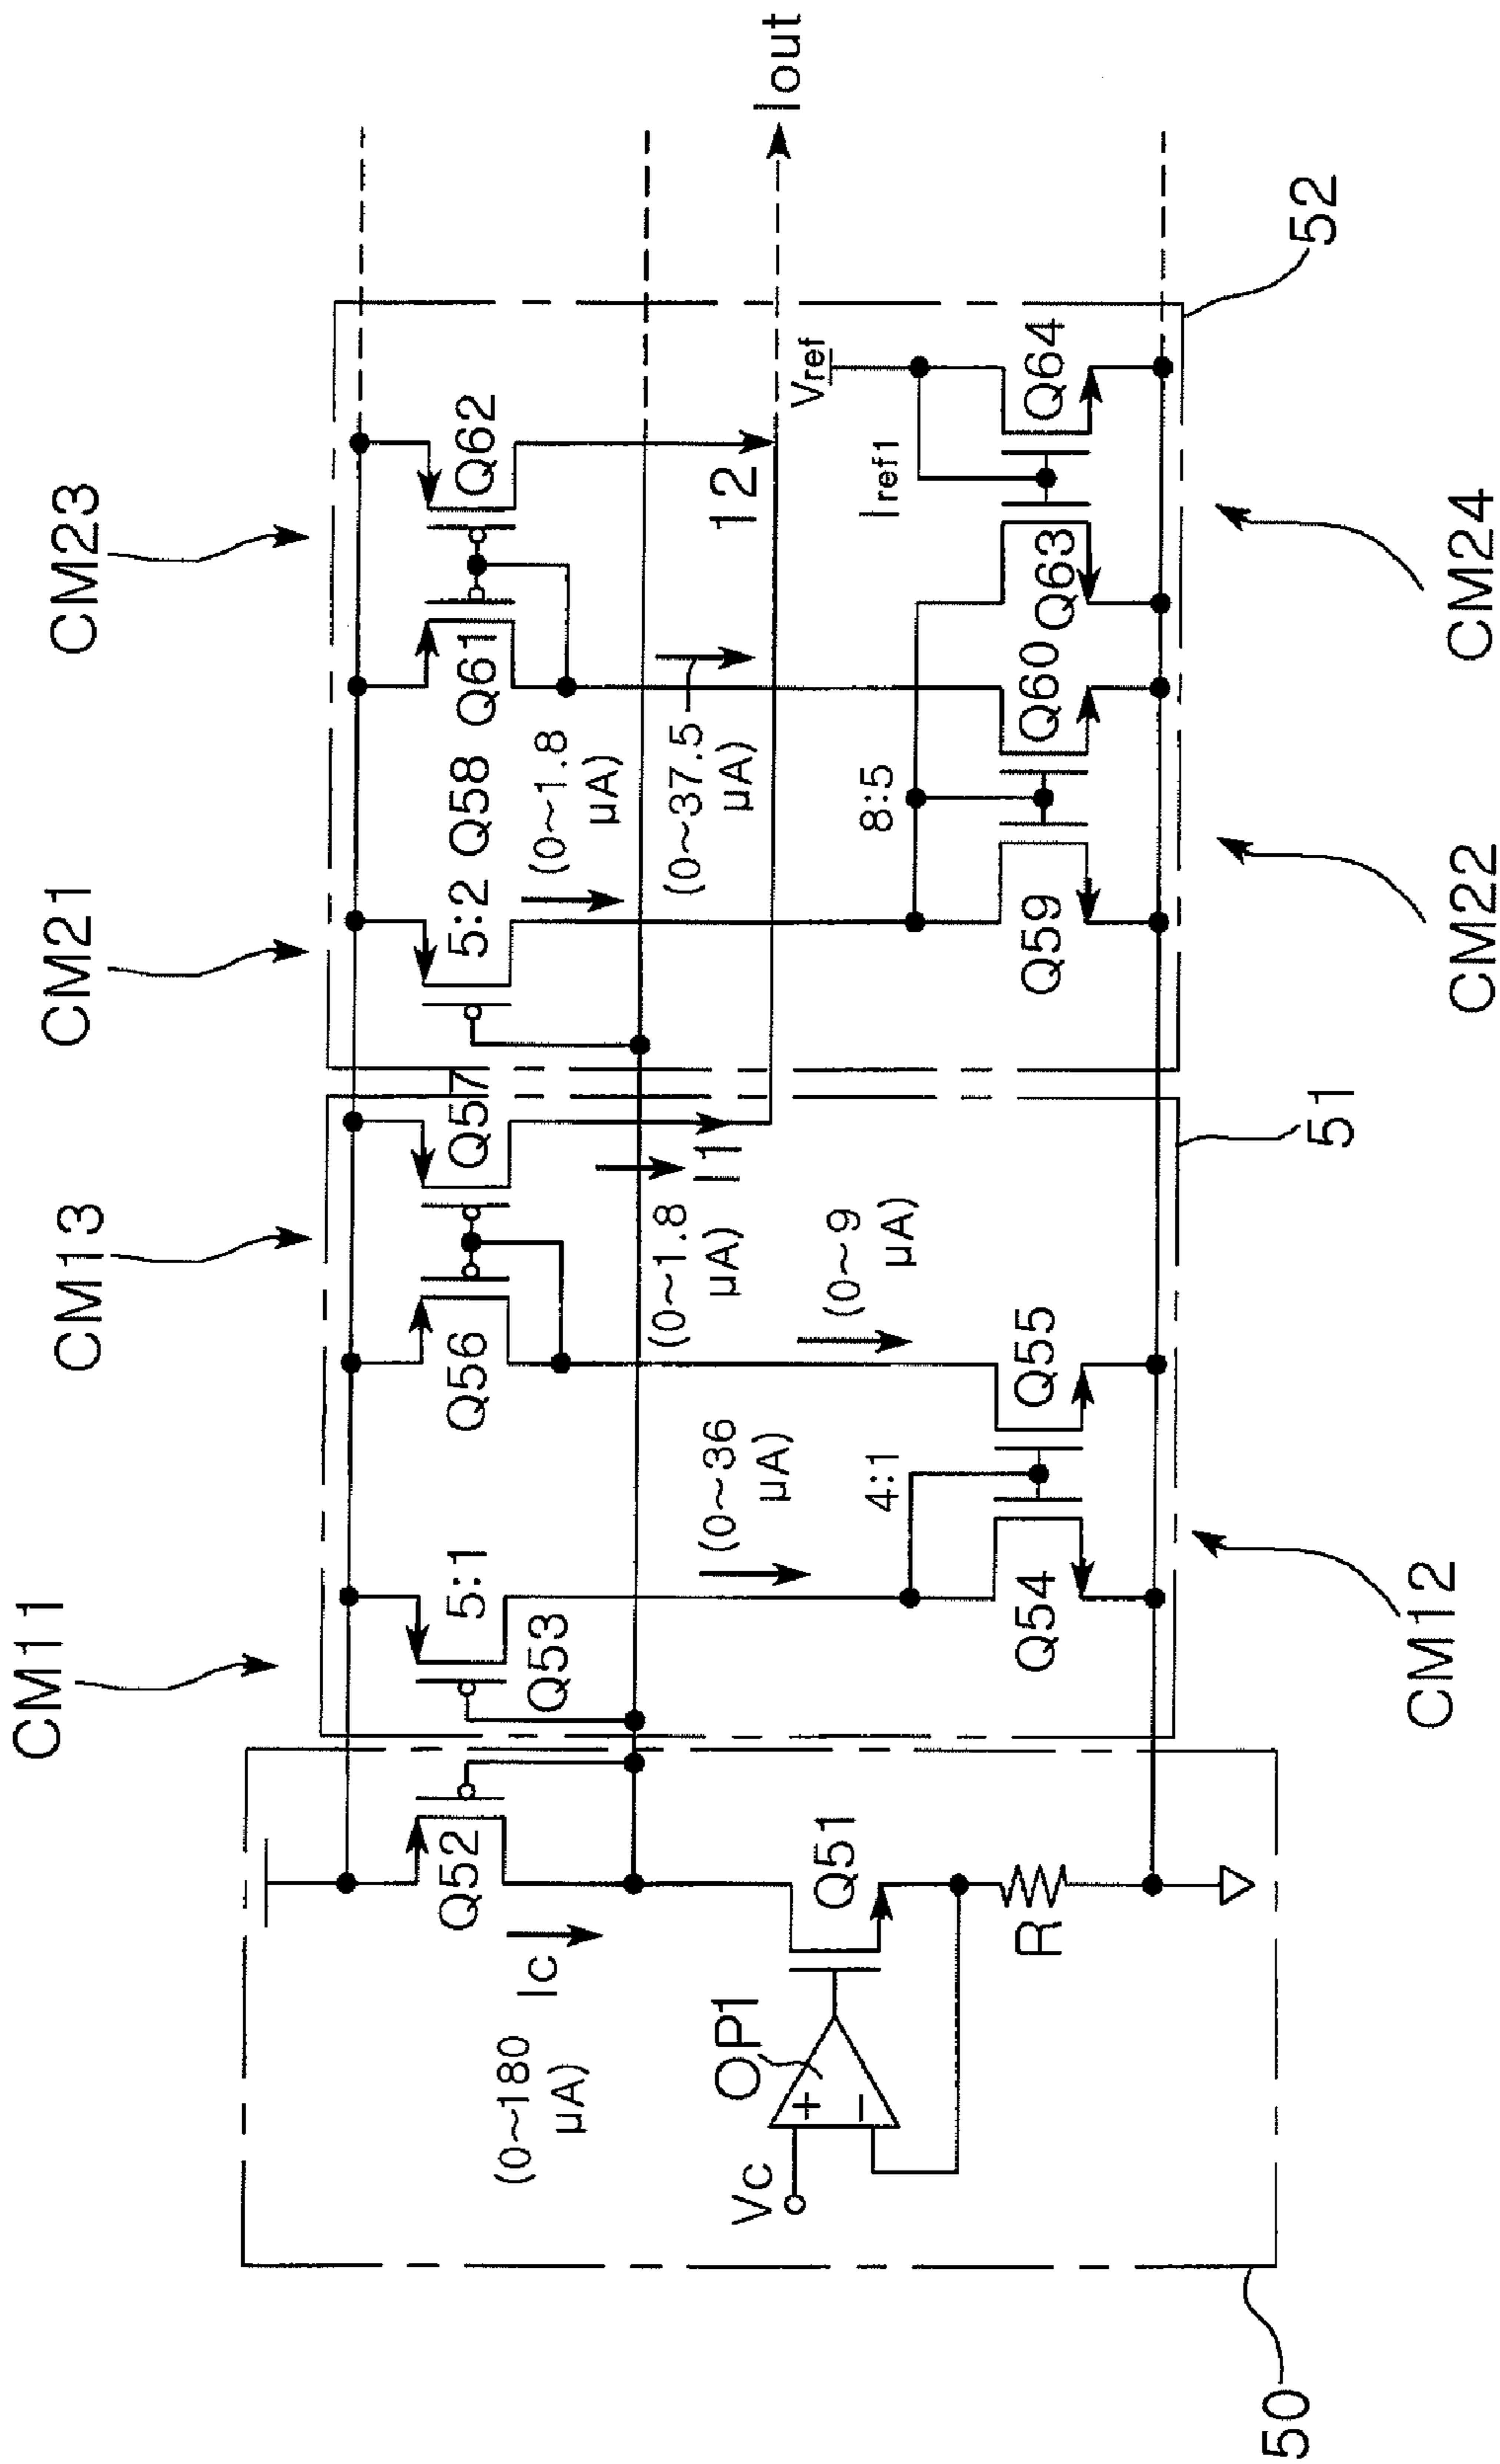 CM11
CM13
CM21
CM23
Q52
Q53
5:1
Q56
Q57
5:2
Q58
Q61
Q62
Ic
(0~180
μA)
(0~36
μA)
(0~1.8
μA)
I1
(0~9
μA)
(0~1.8
μA)
(0~37.5
μA)
12
Iout
Vc
OP1
+
−
Q51
R
4:1
Q54
Q55
8:5
Q59
Q60
Q63
Iref1
Vref
Q64
50
51
52
CM12
CM22
CM24